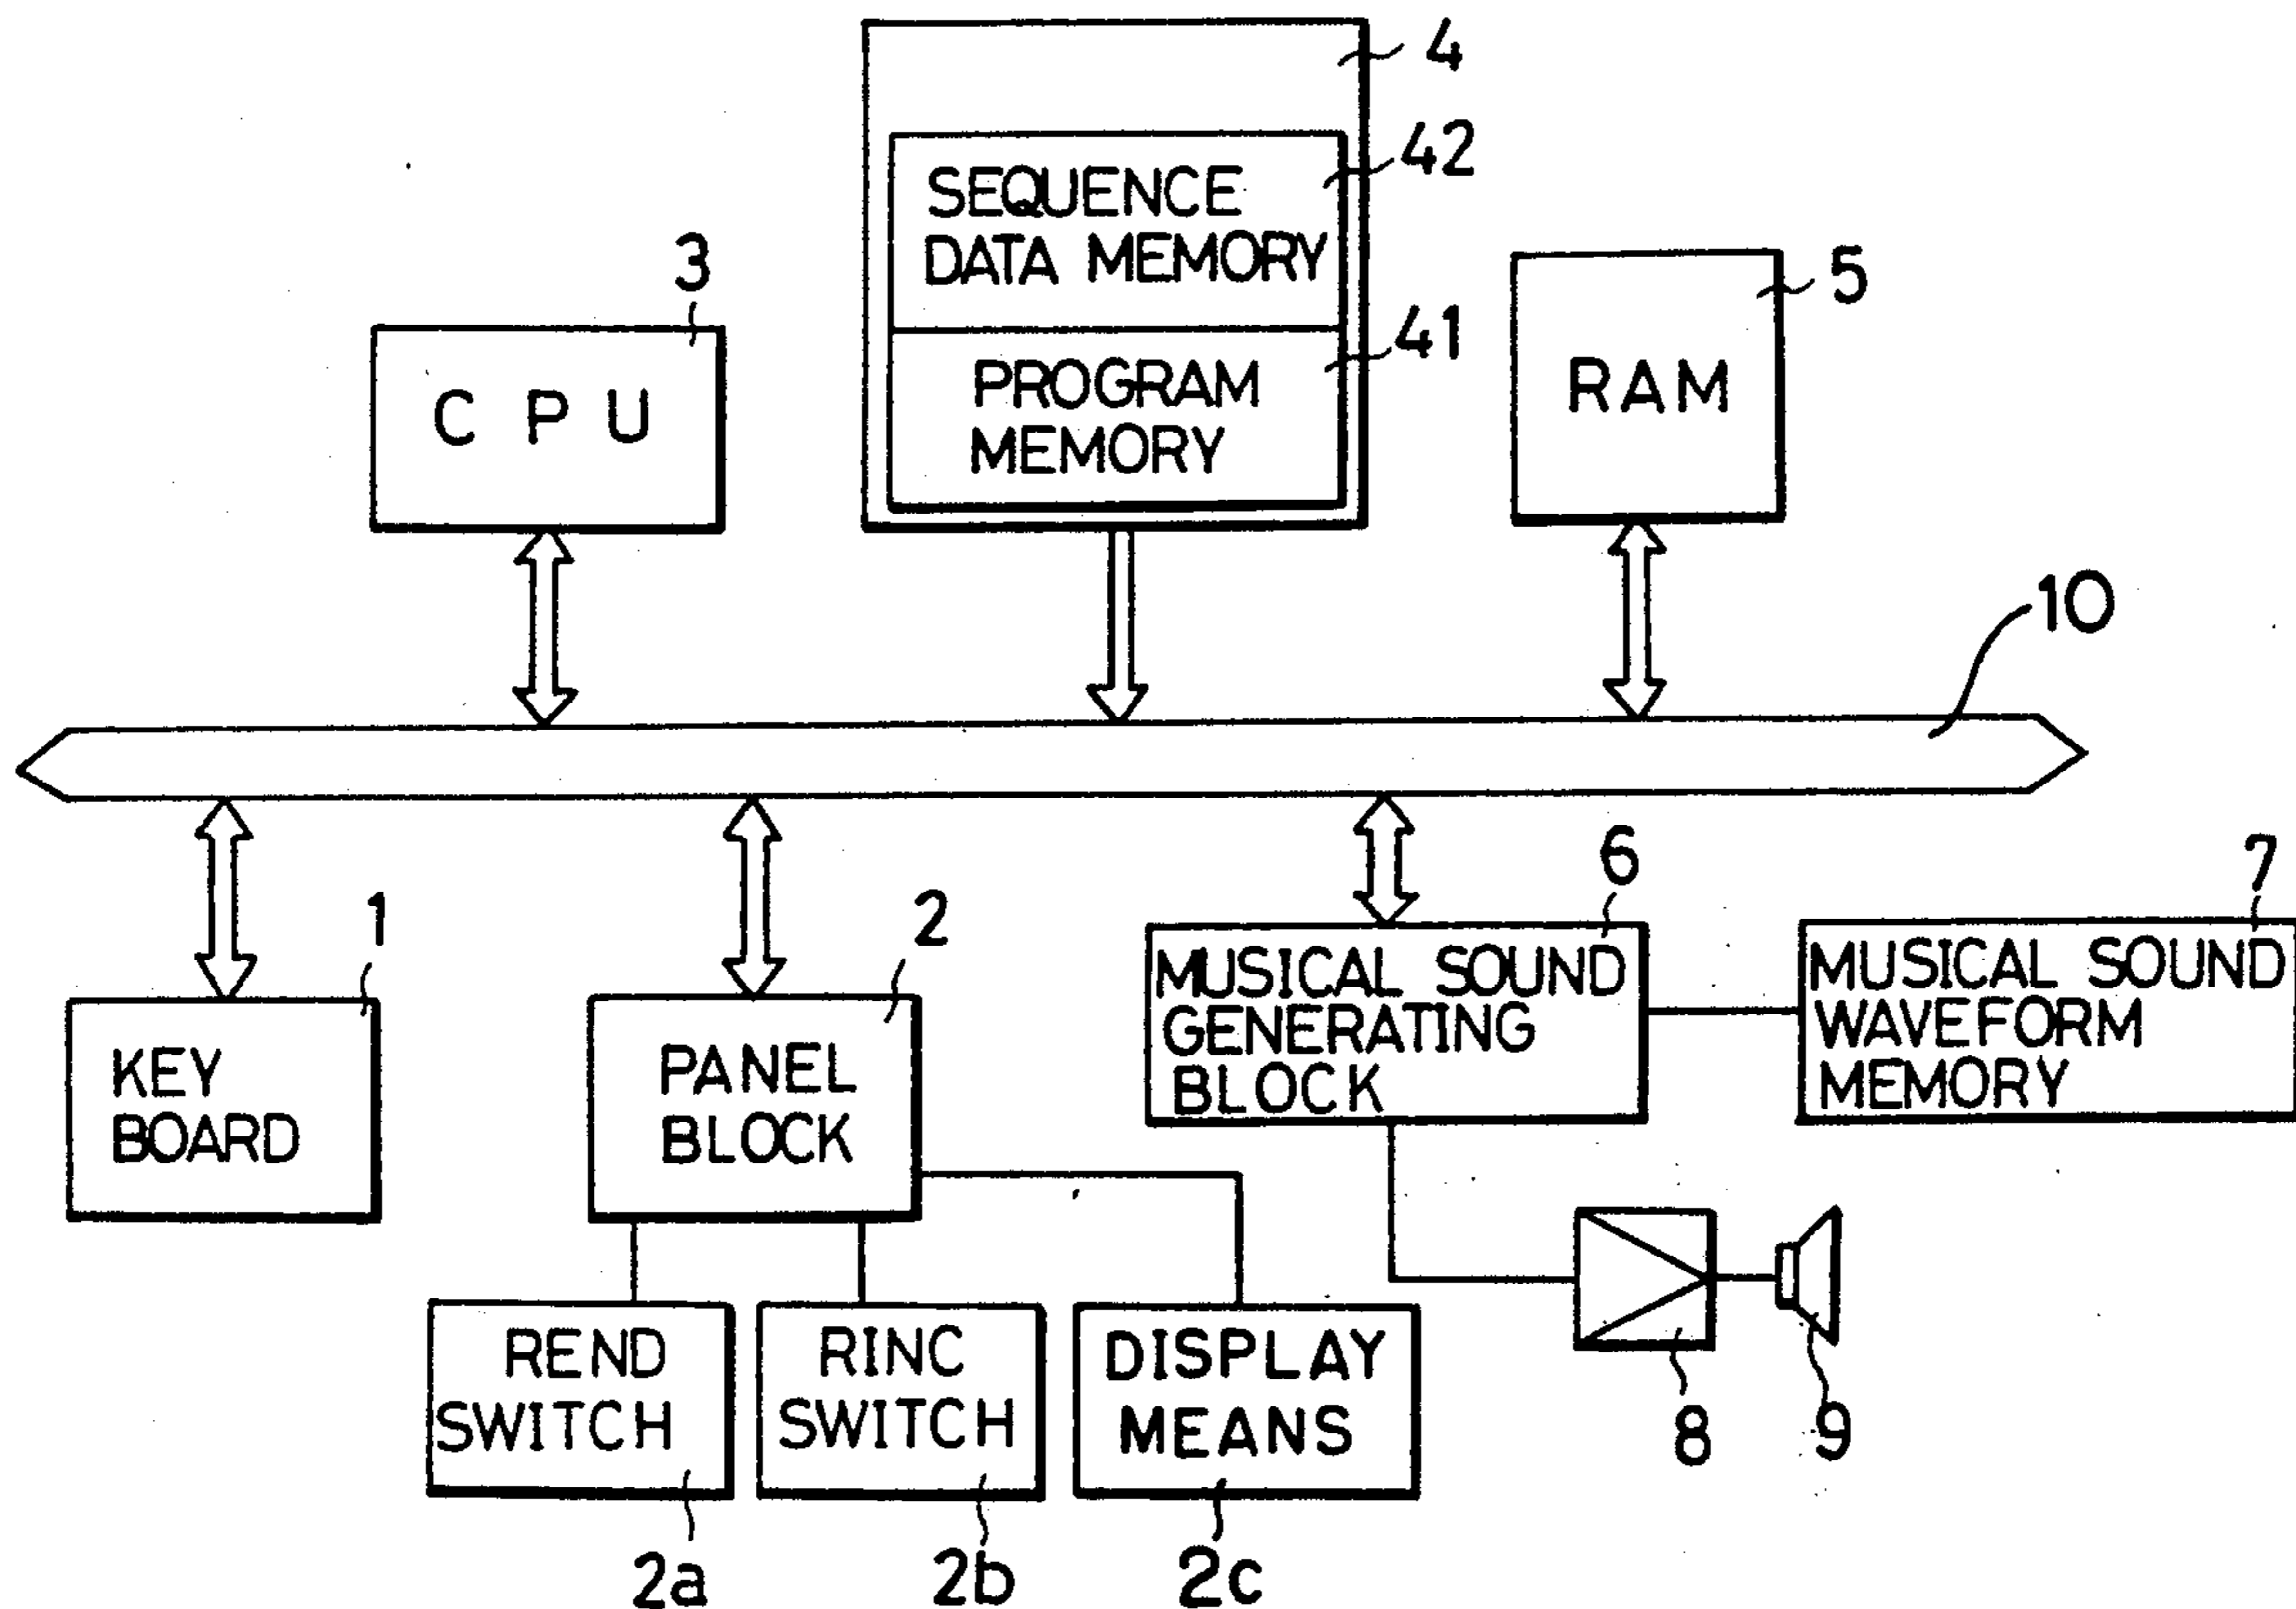 4
42
SEQUENCE
DATA MEMORY
41
PROGRAM
MEMORY
3
C P U
5
RAM
10
1
KEY
BOARD
2
PANEL
BLOCK
6
MUSICAL SOUND
GENERATING
BLOCK
7
MUSICAL SOUND
WAVEFORM
MEMORY
REND
SWITCH
2a
RINC
SWITCH
2b
DISPLAY
MEANS
2c
8
9